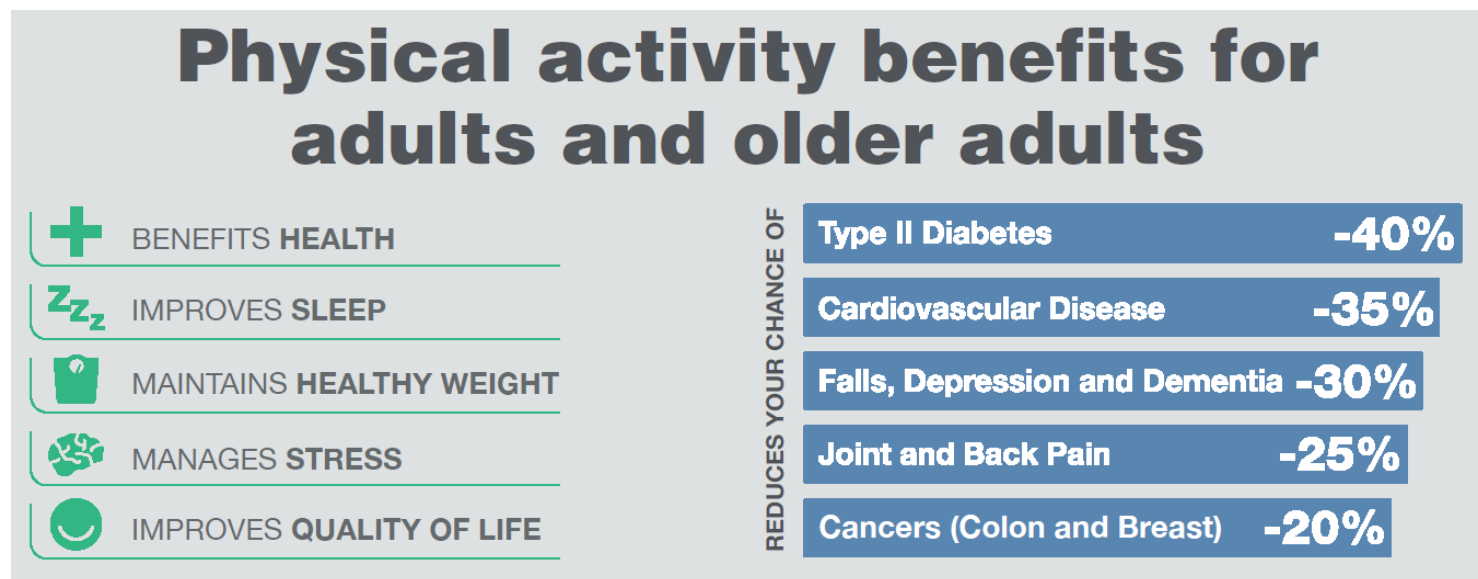 Physical activity benefits for
adults and older adults
BENEFITS HEALTH
IMPROVES SLEEP
MAINTAINS HEALTHY WEIGHT
MANAGES STRESS
IMPROVES QUALITY OF LIFE
REDUCES YOUR CHANCE OF
Type II Diabetes -40%
Cardiovascular Disease -35%
Falls, Depression and Dementia -30%
Joint and Back Pain -25%
Cancers (Colon and Breast) -20%